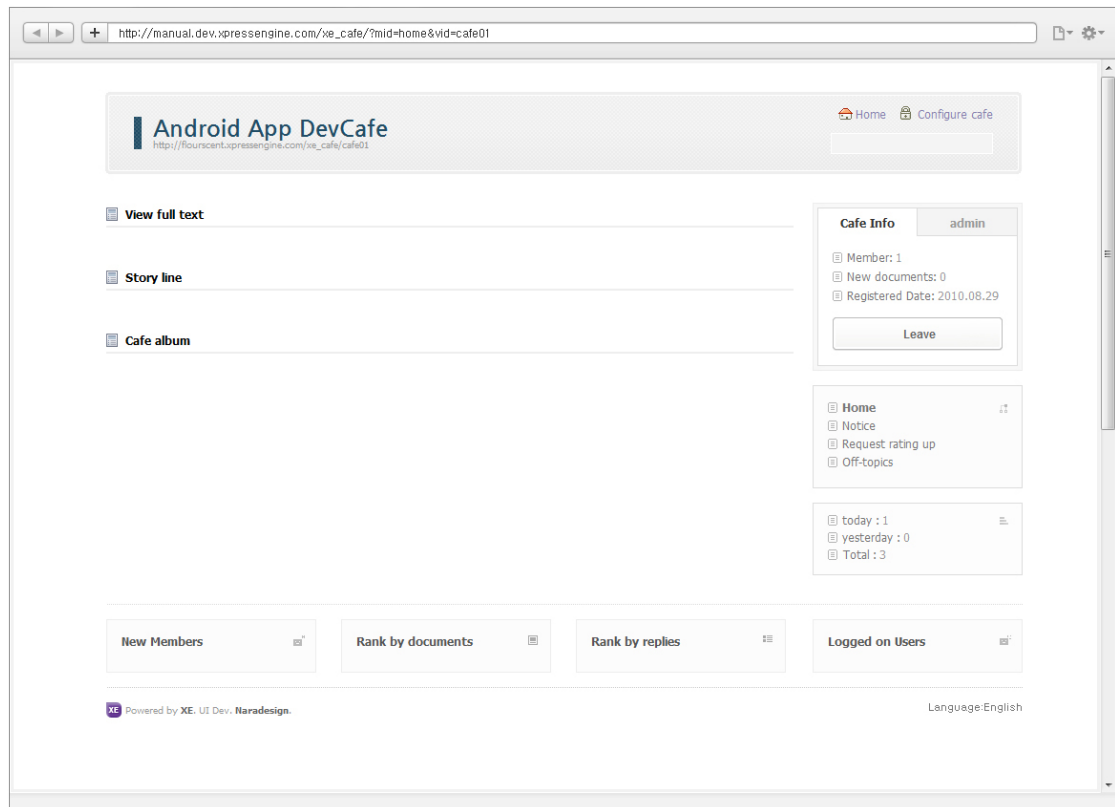 http://manual.dev.xpressengine.com/xe_cafe/?mid=home&vid=cafe01
Home Configure cafe
Android App DevCafe
http://flourscent.xpressengine.com/xe_cafe/cafe01
View full text
Story line
Cafe album
Cafe Info admin
Member: 1
New documents: 0
Registered Date: 2010.08.29
Leave
Home
Notice
Request rating up
Off-topics
today : 1
yesterday : 0
Total : 3
New Members Rank by documents Rank by replies Logged on Users
XE Powered by XE. UI Dev. Naradesign.
Language:English